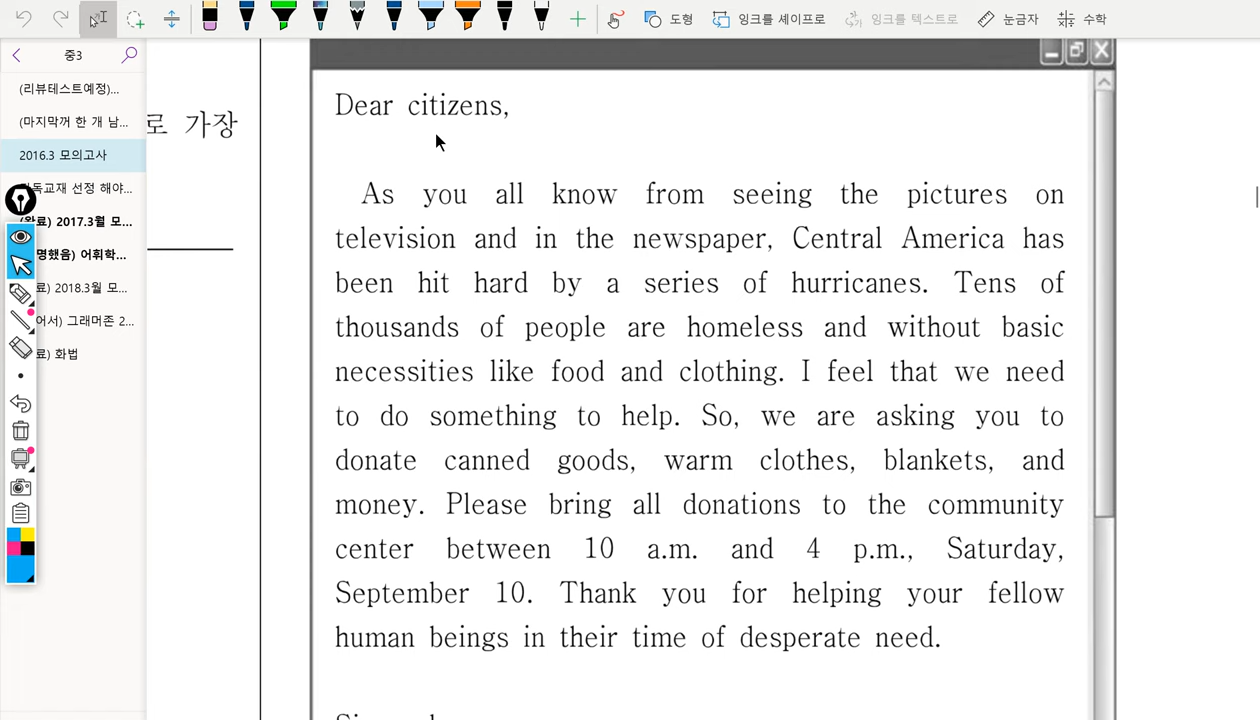 도형
잉크를 셰이프로
잉크를 텍스트로
눈금자
수학
중3
(리뷰테스트예정)...
(마지막꺼 한 개 남...
2016.3 모의고사
독교재 선정 해야...
료) 2017.3월 모...
명했음) 어휘학...
료) 2018.3월 모...
어서) 그래머존 2...
료) 화법
로 가장
Dear citizens,
As you all know from seeing the pictures on
television and in the newspaper, Central America has
been hit hard by a series of hurricanes. Tens of
thousands of people are homeless and without basic
necessities like food and clothing. I feel that we need
to do something to help. So, we are asking you to
donate canned goods, warm clothes, blankets, and
money. Please bring all donations to the community
center between 10 a.m. and 4 p.m., Saturday,
September 10. Thank you for helping your fellow
human beings in their time of desperate need.